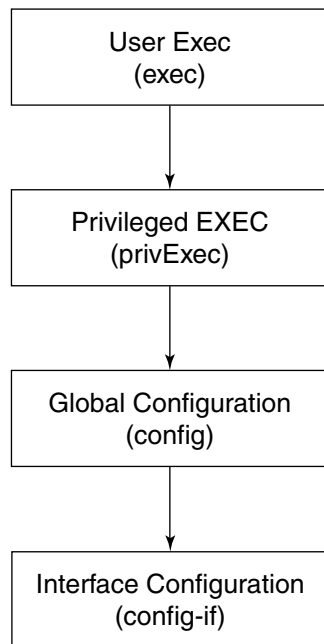 User Exec
(exec)
Privileged EXEC
(privExec)
Global Configuration
(config)
Interface Configuration
(config-if)